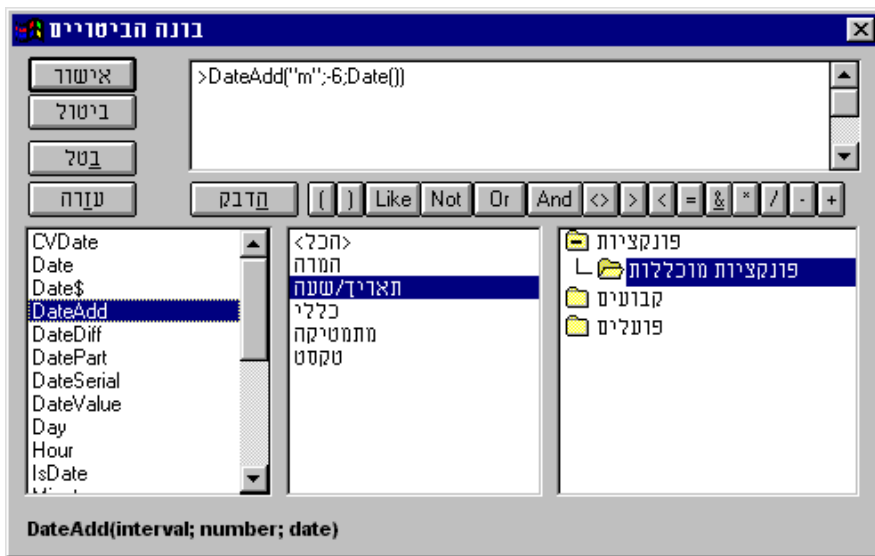 בונה הביטויים
>DateAdd("m";-6;Date())
אישור
ביטול
בטל
עזרה
הדבק
( ) Like Not Or And <> > < = & * / - +
פונקציות
פונקציות מוכללות
קבועים
פועלים
<הכל>
המרה
תאריך/שעה
כללי
מתמטיקה
טקסט
CVDate
Date
Date$
DateAdd
DateDiff
DatePart
DateSerial
DateValue
Day
Hour
IsDate
DateAdd(interval; number; date)